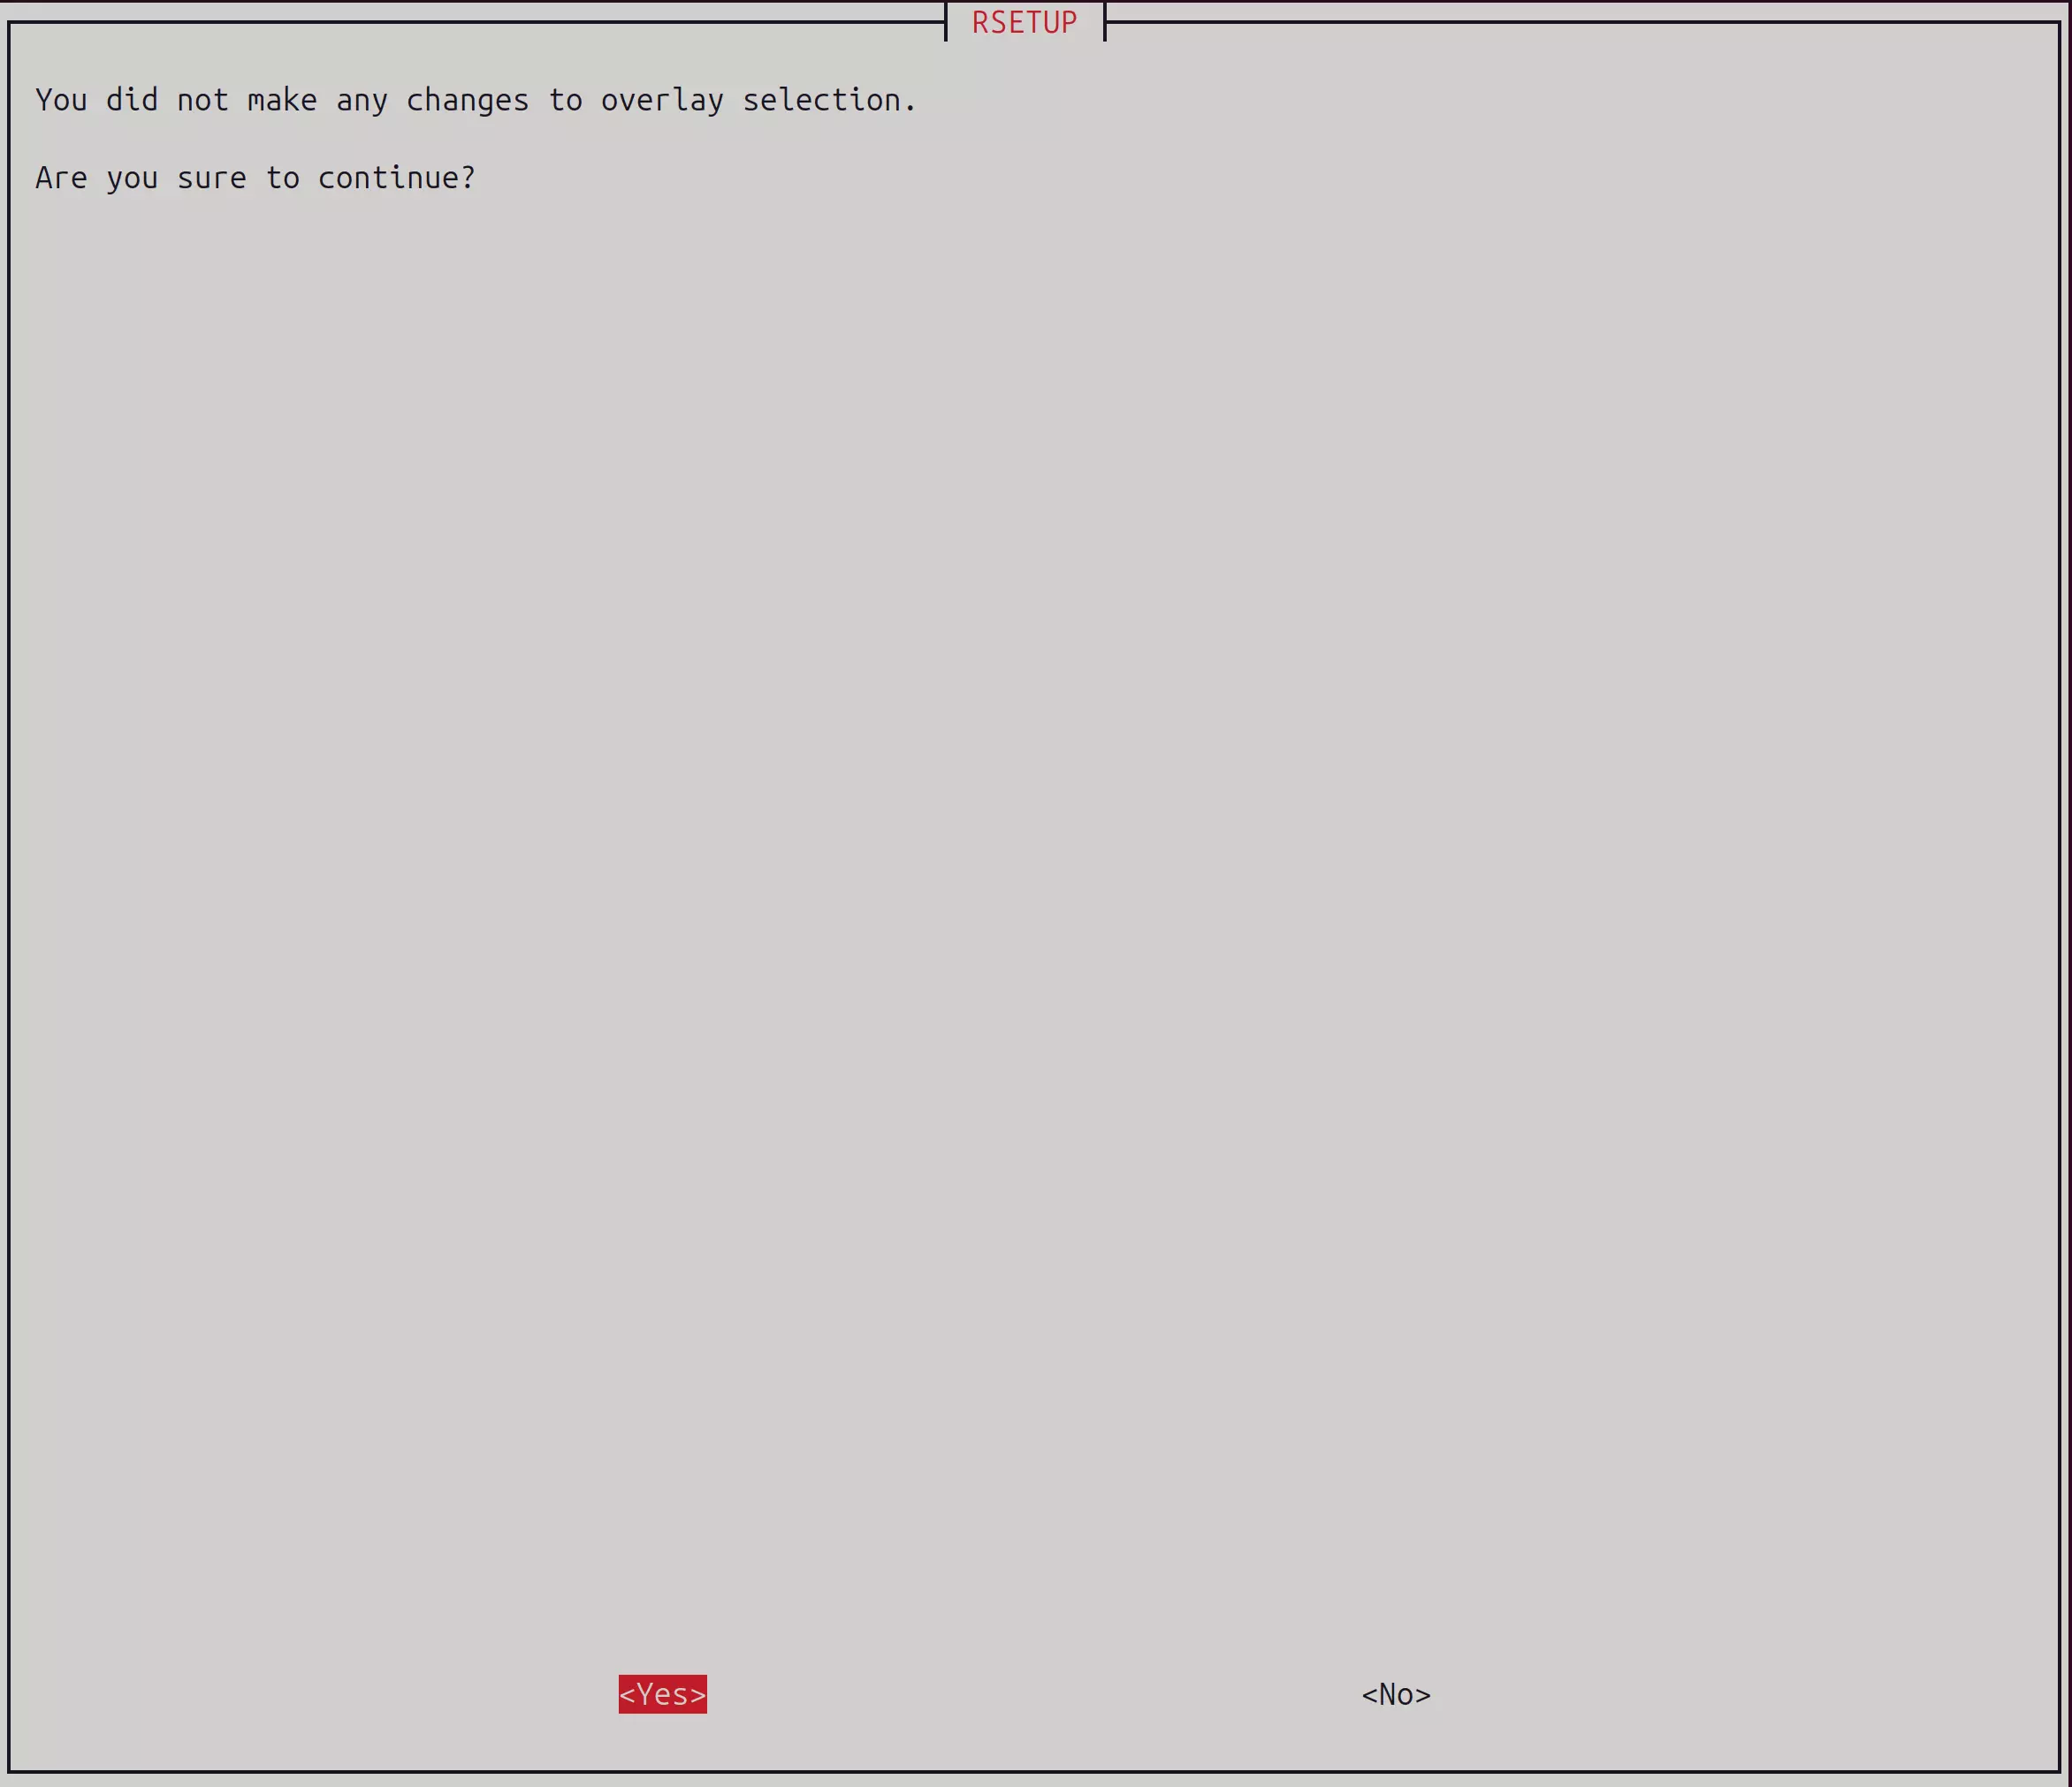 RSETUP
You did not make any changes to overlay selection.
Are you sure to continue?
<Yes> <No>